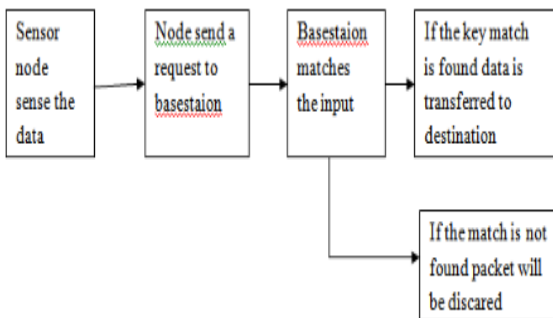 Sensor
node
sense the
data
Node send a
request to
basestaion
Basestaion
matches
the input
If the key match
is found data is
transferred to
destination
If the match is not
found packet will
be discared